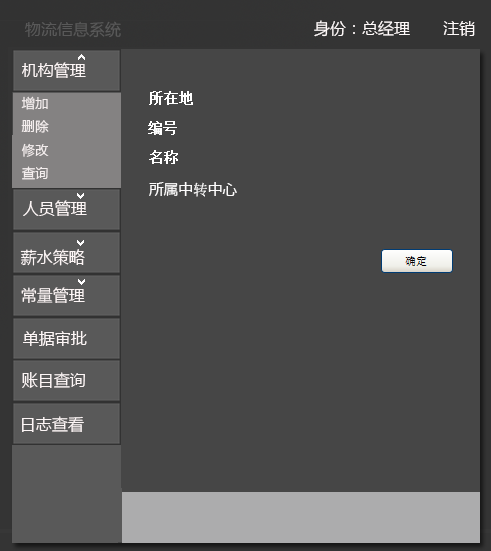 物流信息系统
身份：总经理 注销
机构管理
增加
删除
修改
查询
人员管理
薪水策略
常量管理
单据审批
账目查询
日志查看
所在地
编号
名称
所属中转中心
确定